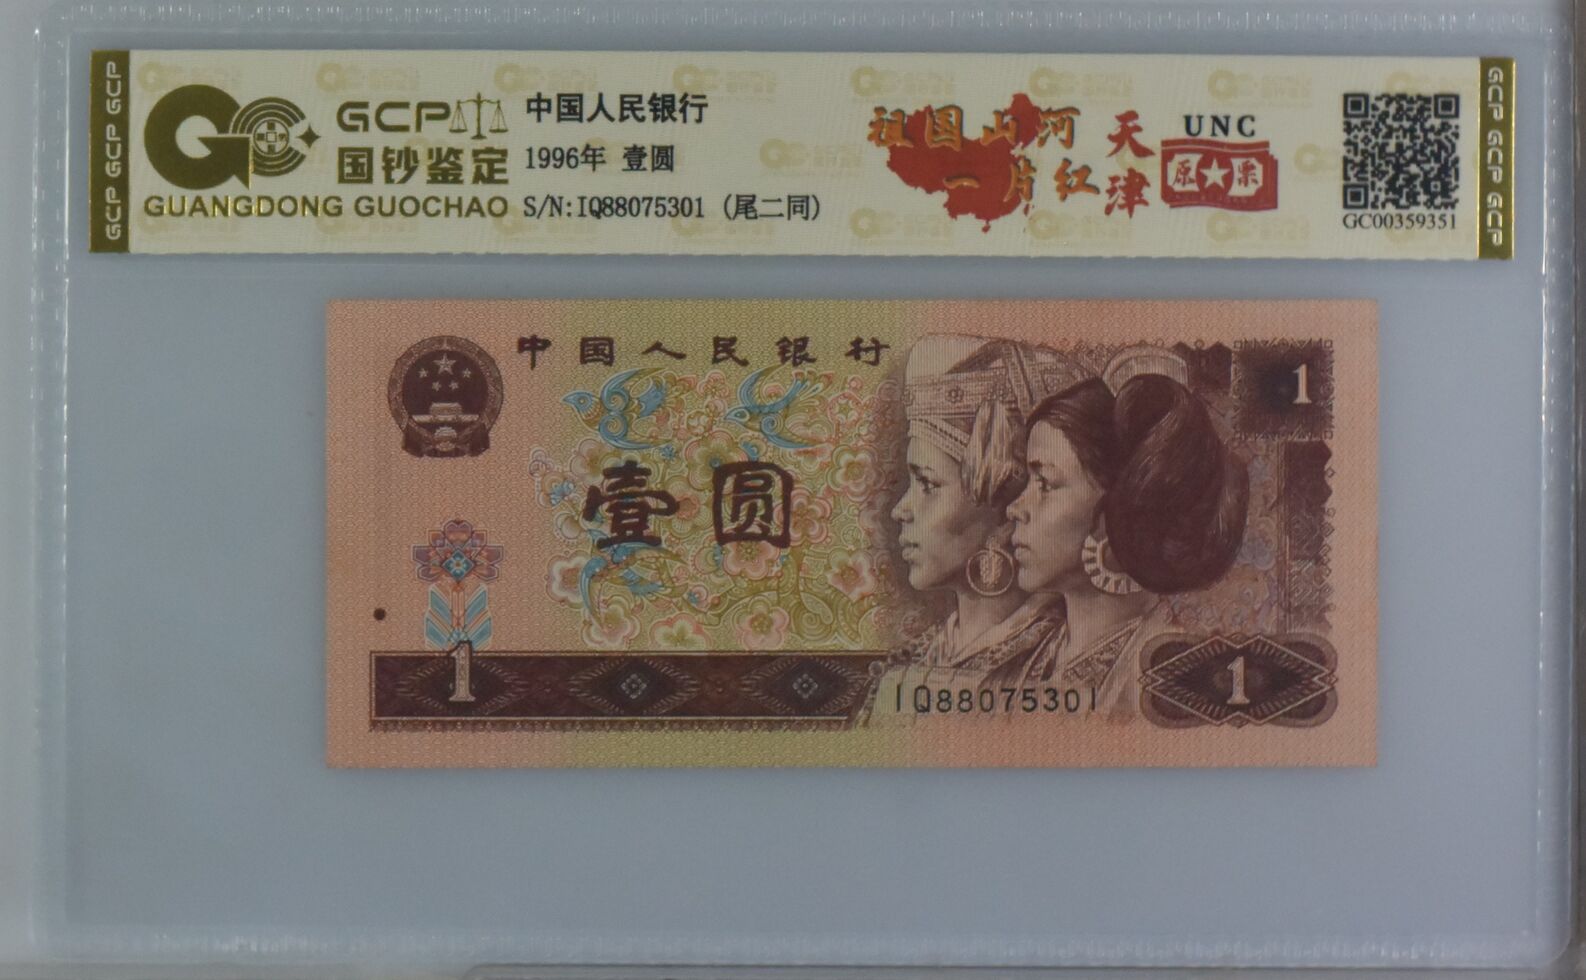 GCP GCP GCP
GCP
国钞鉴定
GUANGDONG GUOCHAO
中国人民银行
1996年 壹圆
S/N:IQ88075301 (尾二同)
祖国山河
一片红
天津
UNC
原★票
GC00359351
GCP GCP GCP
中国人民银行
1
壹圆
1
1
IQ88075301